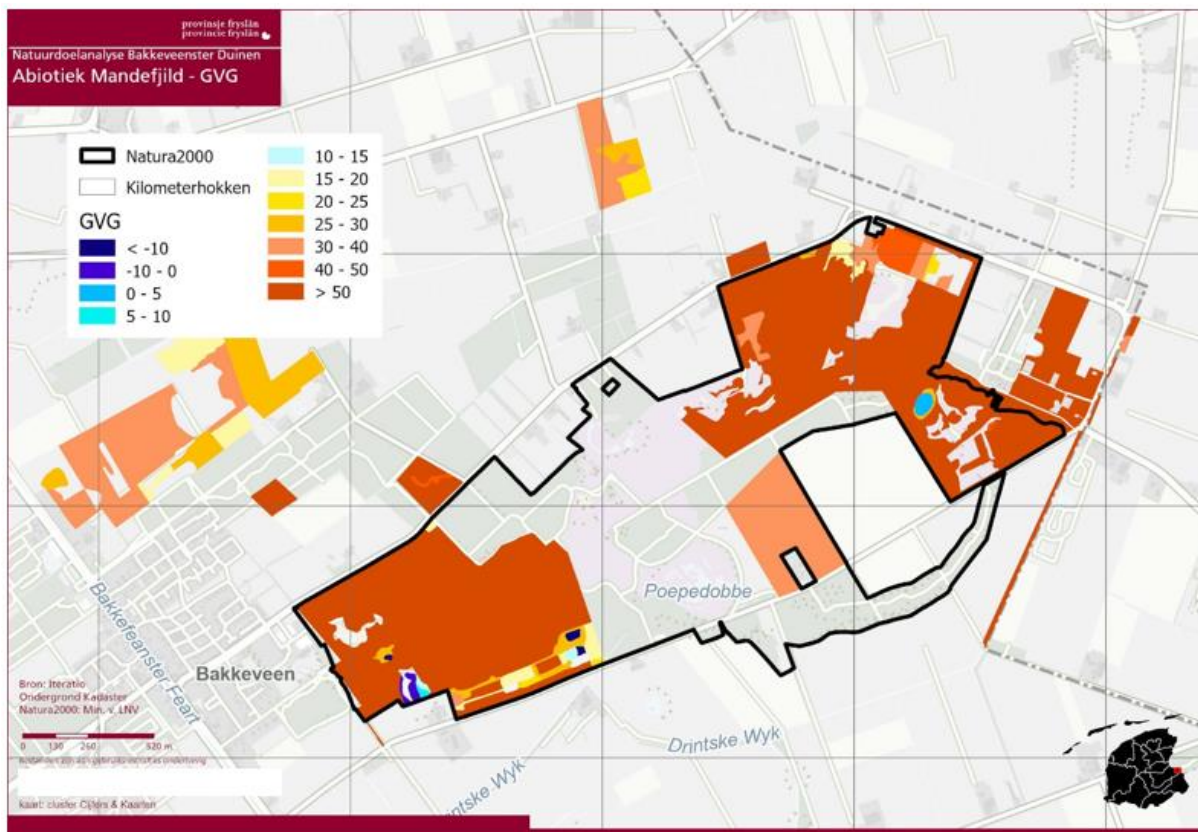 provinsje fryslân
provincie fryslân
Natuurdoelanalyse Bakkeveenster Duinen
Abiotiek Mandefjild - GVG
Natura2000
Kilometerhokken
GVG
< -10
-10 - 0
0 - 5
5 - 10
10 - 15
15 - 20
20 - 25
25 - 30
30 - 40
40 - 50
> 50
Poepedobbe
Bakkefeanster Feart
Bakkeveen
Drintske Wyk
Drintske Wyk
Bron: Iteratio
Ondergrond Kadaster
Natura2000: Min. v. LNV
0 130 260 520 m
kaart: cluster Cijfers & Kaarten